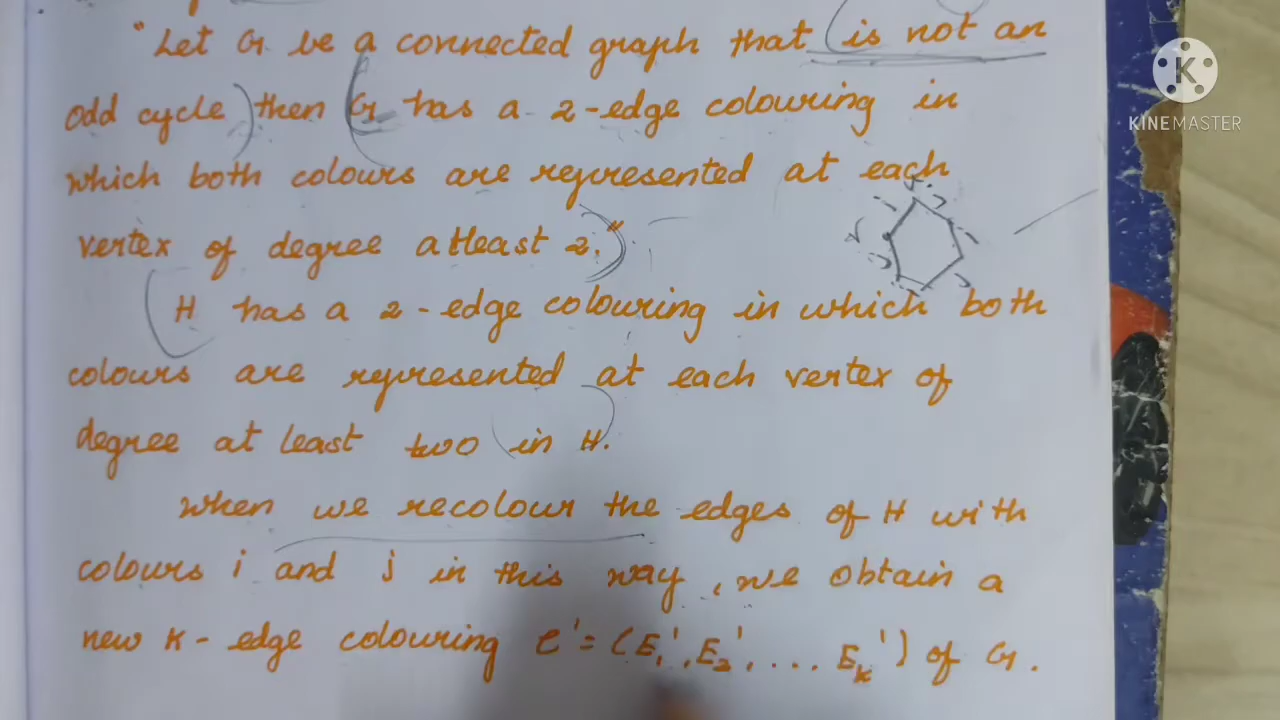 "Let G be a connected graph that is not an
odd cycle then G has a 2-edge colouring in
which both colours are represented at each
vertex of degree atleast 2."
H has a 2-edge colouring in which both
colours are represented at each vertex of
degree at least two in H.
When we recolour the edges of H with
colours i and j in this way, we obtain a
new K-edge colouring C' = (E₁', E₂', .... Eₖ') of G.
K
KINEMASTER